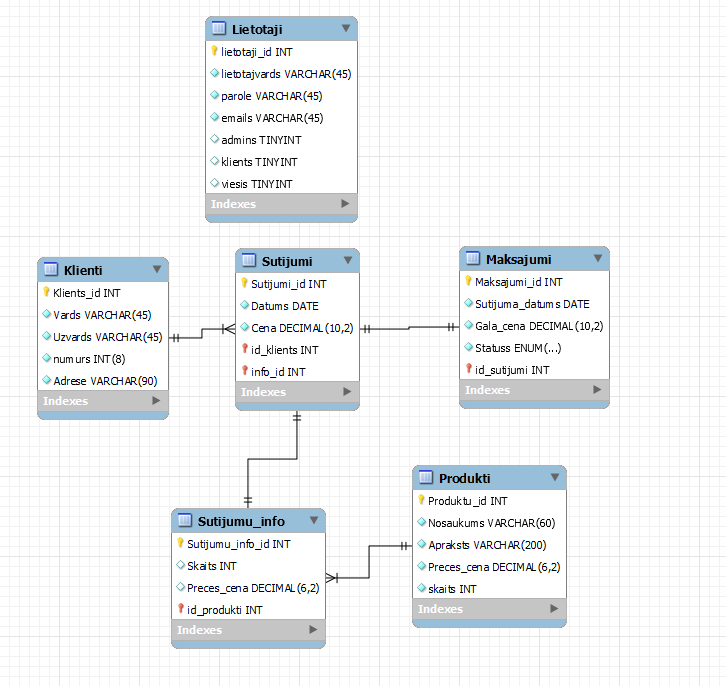 Lietotaji
lietotaji_id INT
lietotajvards VARCHAR(45)
parole VARCHAR(45)
emails VARCHAR(45)
admins TINYINT
klients TINYINT
viesis TINYINT
Indexes
Klienti
Klients_id INT
Vards VARCHAR(45)
Uzvards VARCHAR(45)
numurs INT(8)
Adrese VARCHAR(90)
Indexes
Sutijumi
Sutijumi_id INT
Datums DATE
Cena DECIMAL(10,2)
id_klients INT
info_id INT
Indexes
Maksajumi
Maksajumi_id INT
Sutijuma_datums DATE
Gala_cena DECIMAL(10,2)
Statuss ENUM(...)
id_sutijumi INT
Indexes
Sutijumu_info
Sutijumu_info_id INT
Skaits INT
Preces_cena DECIMAL(6,2)
id_produkti INT
Indexes
Produkti
Produktu_id INT
Nosaukums VARCHAR(60)
Apraksts VARCHAR(200)
Preces_cena DECIMAL(6,2)
skaits INT
Indexes